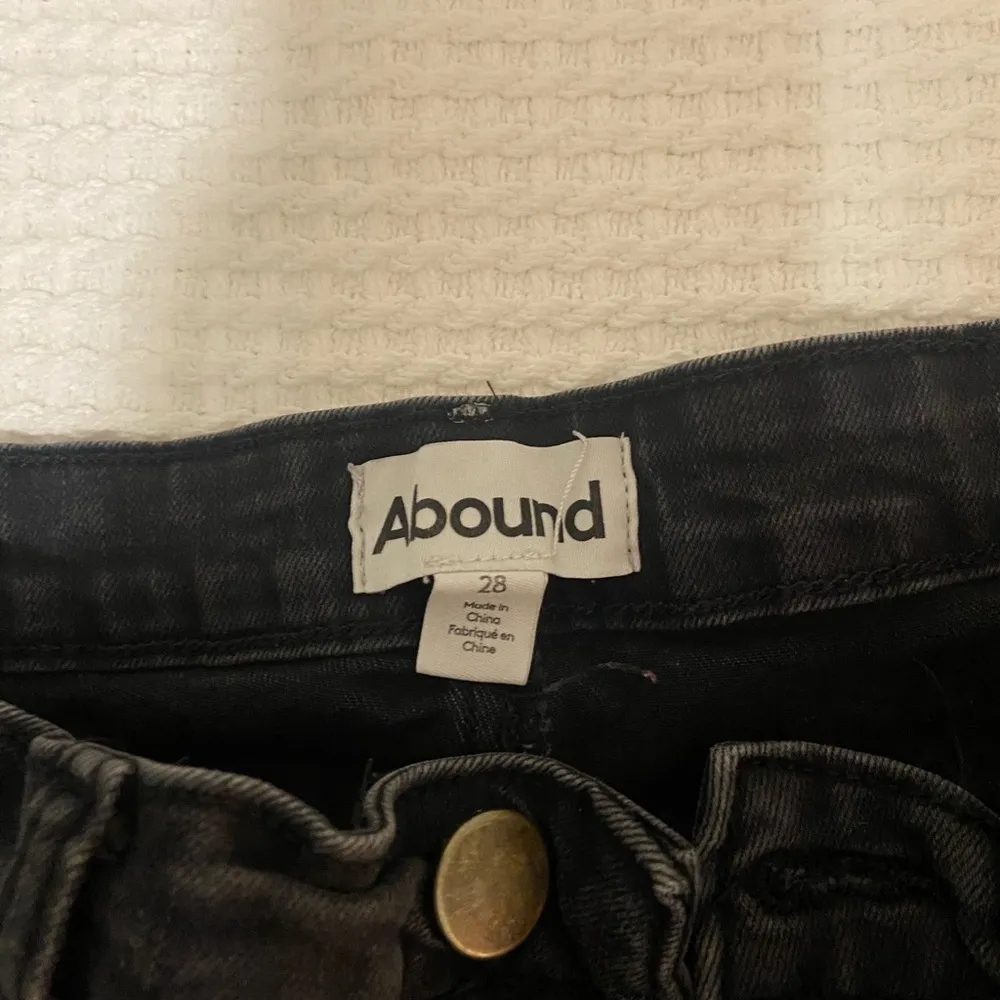 Abound
28
Made in
China
Fabriqué en
Chine